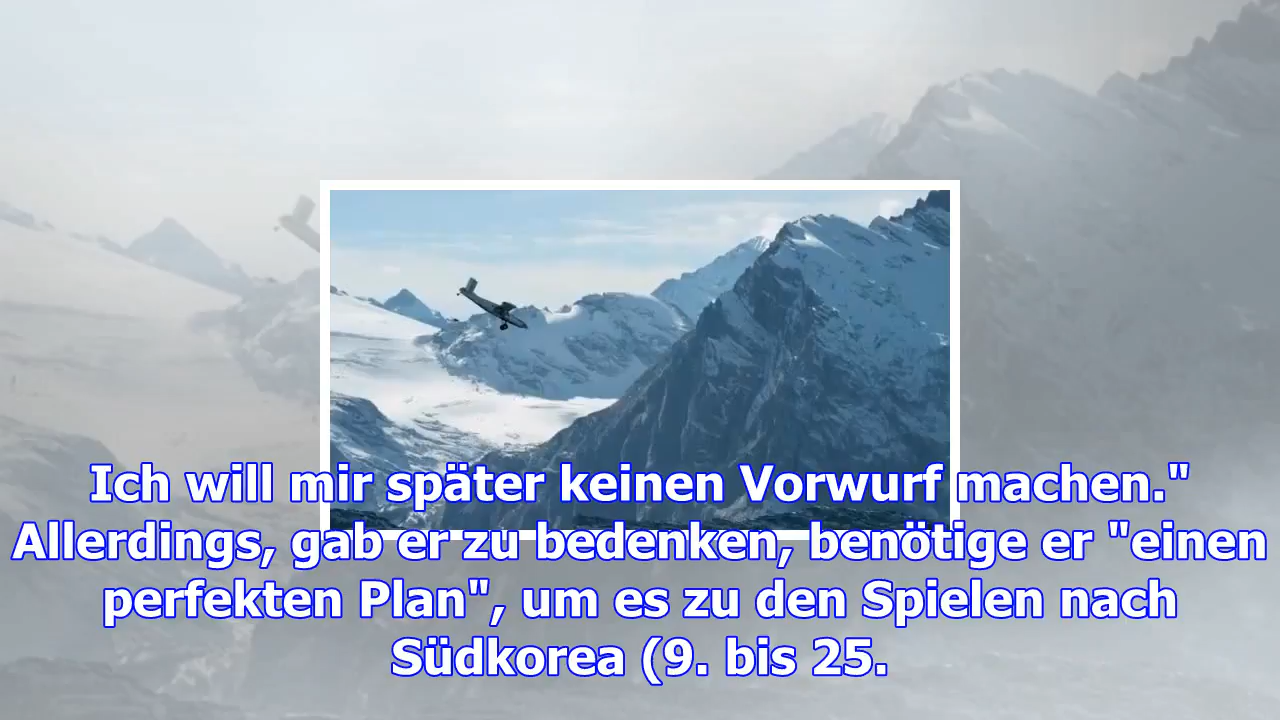 Ich will mir später keinen Vorwurf machen."
Allerdings, gab er zu bedenken, benötige er "einen
perfekten Plan", um es zu den Spielen nach
Südkorea (9. bis 25.